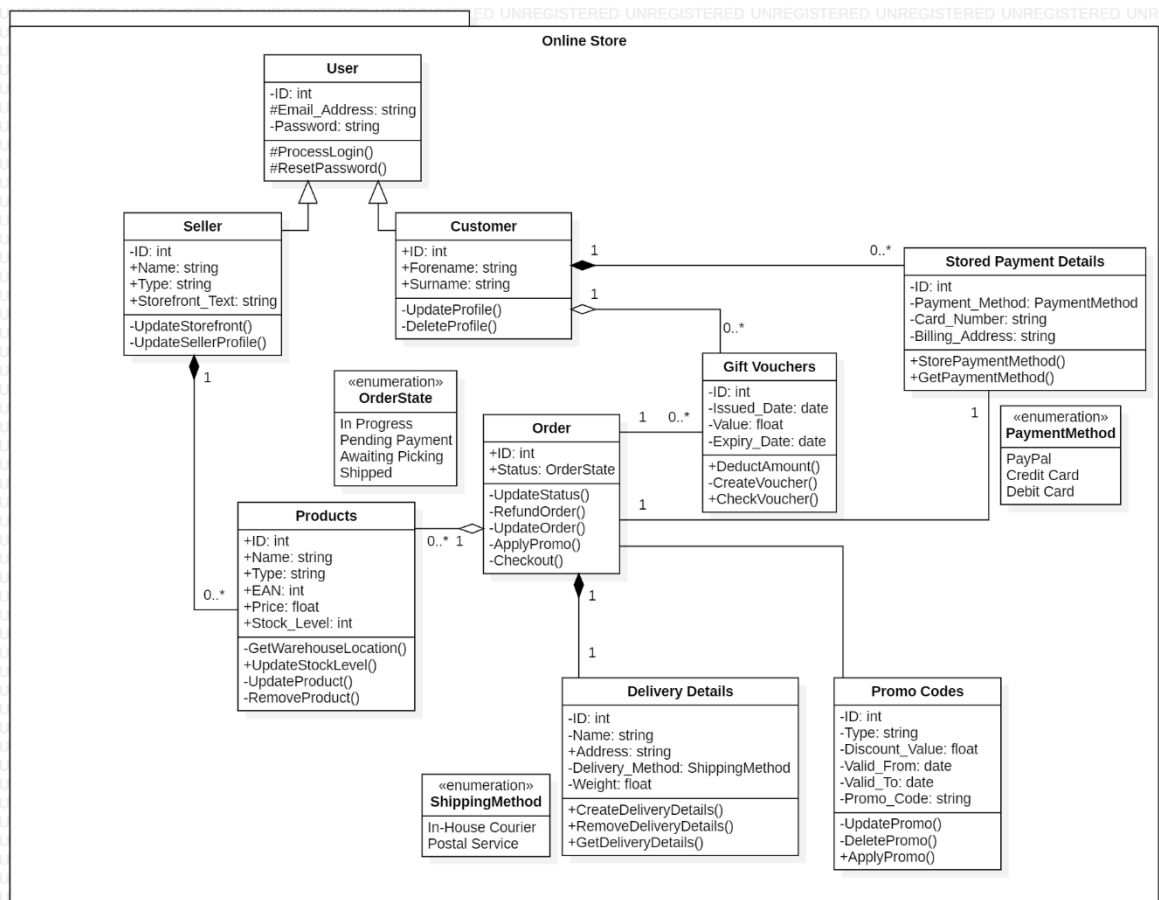 UNREGISTERED UNREGISTERED UNREGISTERED UNREGISTERED UNREGISTERED UNR
Online Store
User
-ID: int
#Email_Address: string
-Password: string
#ProcessLogin()
#ResetPassword()
Seller
-ID: int
+Name: string
+Type: string
+Storefront_Text: string
-UpdateStorefront()
-UpdateSellerProfile()
Customer
+ID: int
+Forename: string
+Surname: string
-UpdateProfile()
-DeleteProfile()
1
0..*
1
0..*
Stored Payment Details
-ID: int
-Payment_Method: PaymentMethod
-Card_Number: string
-Billing_Address: string
+StorePaymentMethod()
+GetPaymentMethod()
1
«enumeration»
OrderState
In Progress
Pending Payment
Awaiting Picking
Shipped
Gift Vouchers
-ID: int
-Issued_Date: date
-Value: float
-Expiry_Date: date
+DeductAmount()
-CreateVoucher()
+CheckVoucher()
1
«enumeration»
PaymentMethod
PayPal
Credit Card
Debit Card
Order
+ID: int
+Status: OrderState
-UpdateStatus()
-RefundOrder()
-UpdateOrder()
-ApplyPromo()
-Checkout()
1
0..*
1
Products
+ID: int
+Name: string
+Type: string
+EAN: int
+Price: float
+Stock_Level: int
-GetWarehouseLocation()
+UpdateStockLevel()
-UpdateProduct()
-RemoveProduct()
0..*
1
0..*
1
1
Delivery Details
-ID: int
-Name: string
+Address: string
-Delivery_Method: ShippingMethod
-Weight: float
+CreateDeliveryDetails()
+RemoveDeliveryDetails()
+GetDeliveryDetails()
Promo Codes
-ID: int
-Type: string
-Discount_Value: float
-Valid_From: date
-Valid_To: date
-Promo_Code: string
-UpdatePromo()
-DeletePromo()
+ApplyPromo()
«enumeration»
ShippingMethod
In-House Courier
Postal Service